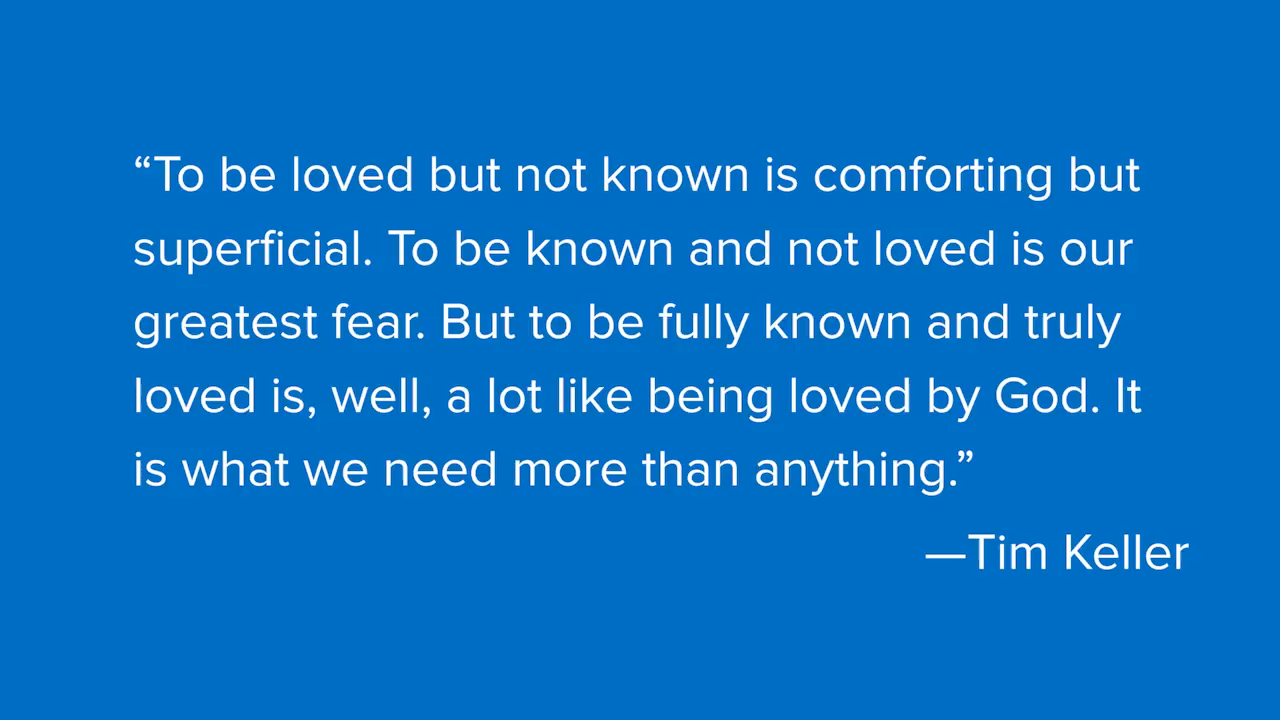 “To be loved but not known is comforting but
superficial. To be known and not loved is our
greatest fear. But to be fully known and truly
loved is, well, a lot like being loved by God. It
is what we need more than anything.”
—Tim Keller